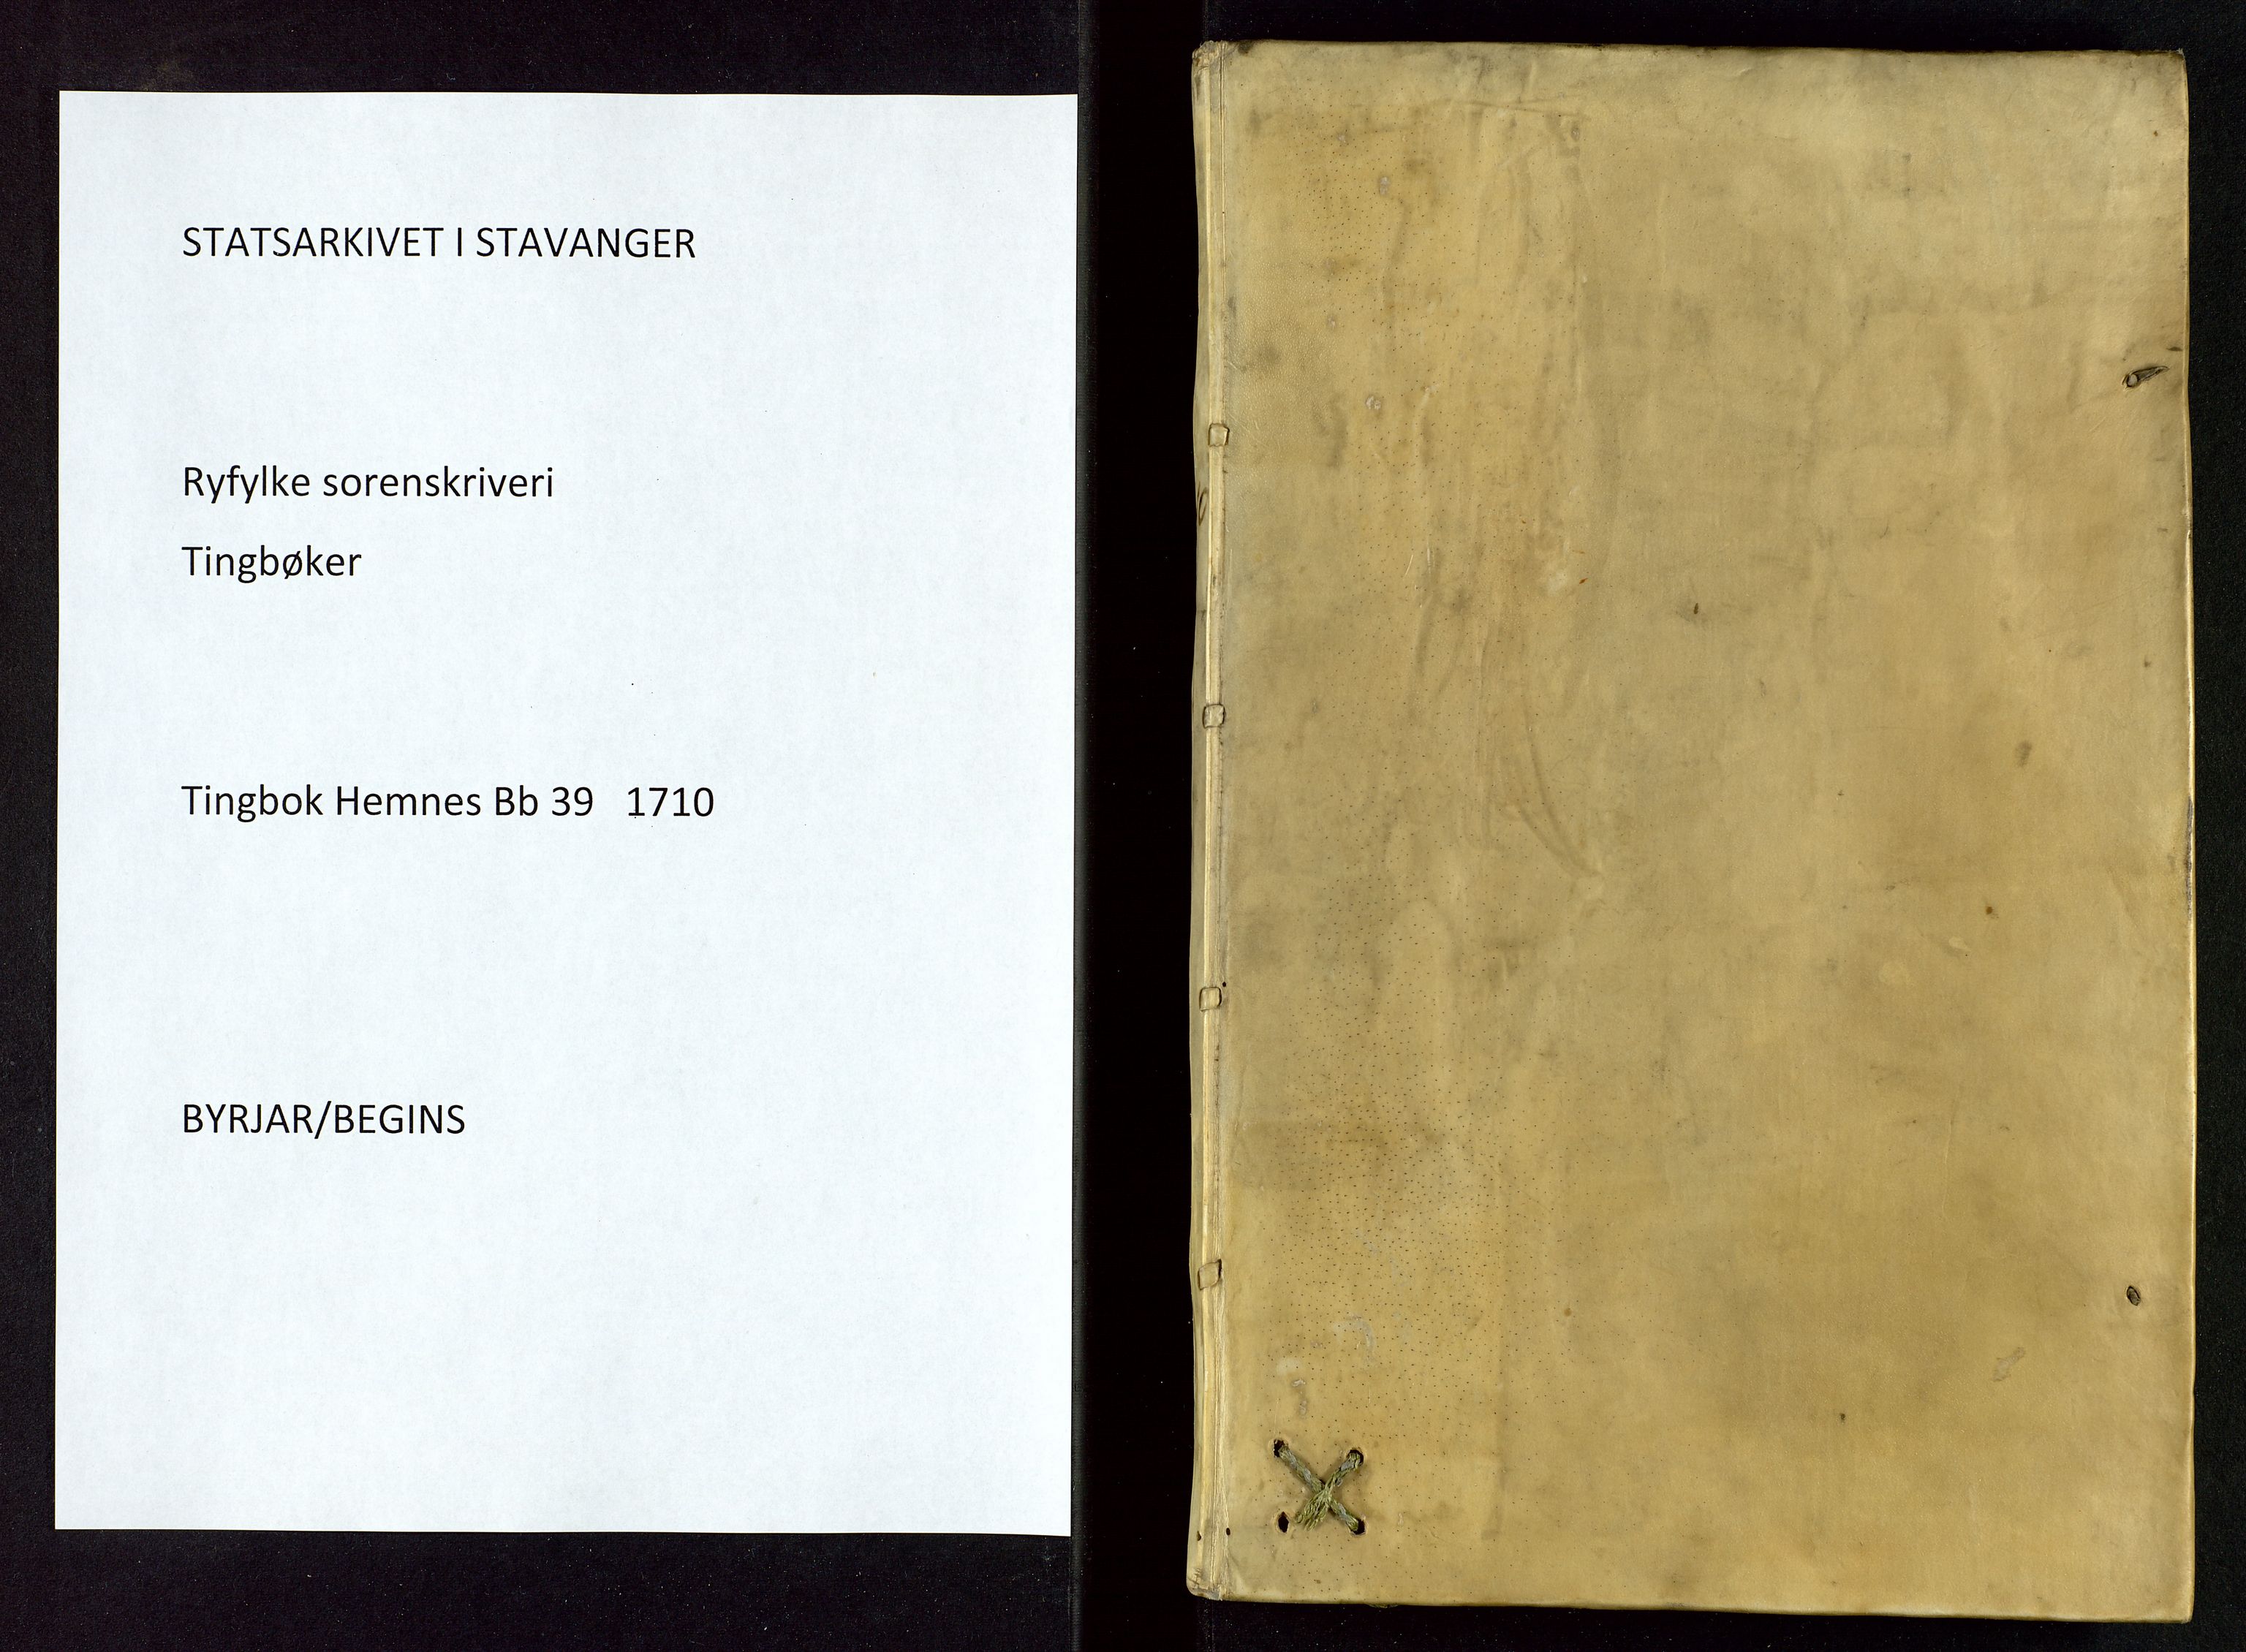 STATSARKIVET I STAVANGER
Ryfylke sorenskriveri
Tingbøker
Tingbok Hemnes Bb 39 1710
BYRJAR/BEGINS